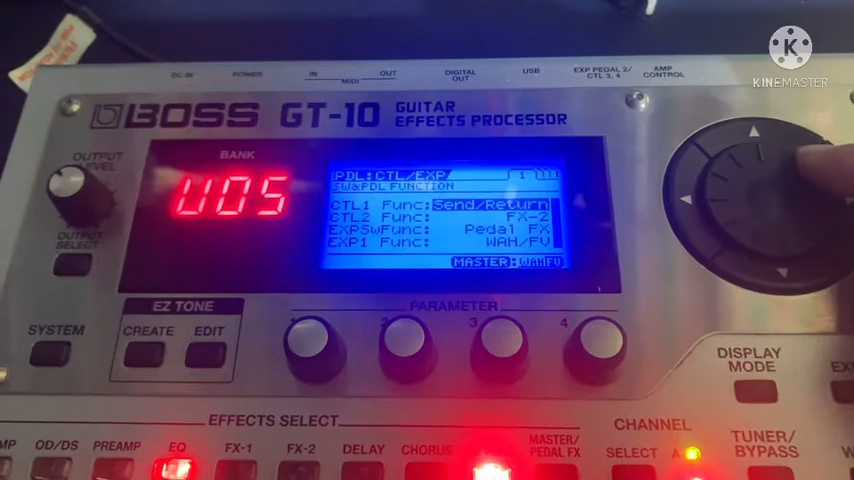 KINEMASTER
DC IN
POWER
IN
OUT
MIDI
DIGITAL
OUT
USB
EXP PEDAL 2/
CTL 3, 4
AMP
CONTROL
BOSS GT-10 GUITAR
EFFECTS PROCESSOR
OUTPUT
LEVEL
BANK
U05
PDL:CTL/EXP 1
SW&PDL FUNCTION
CTL1 Func:Send/Return
CTL2 Func: FX-2
EXPSwFunc: Pedal FX
EXP1 Func: WAH/FV
MASTER:WAHFV
OUTPUT
SELECT
EZ TONE
CREATE
EDIT
SYSTEM
PARAMETER
1
2
3
4
DISPLAY
MODE
EFFECTS SELECT
CHANNEL
OD/DS
PREAMP
EQ
FX-1
FX-2
DELAY
CHORUS
MASTER/
PEDAL FX
SELECT
A
TUNER/
BYPASS